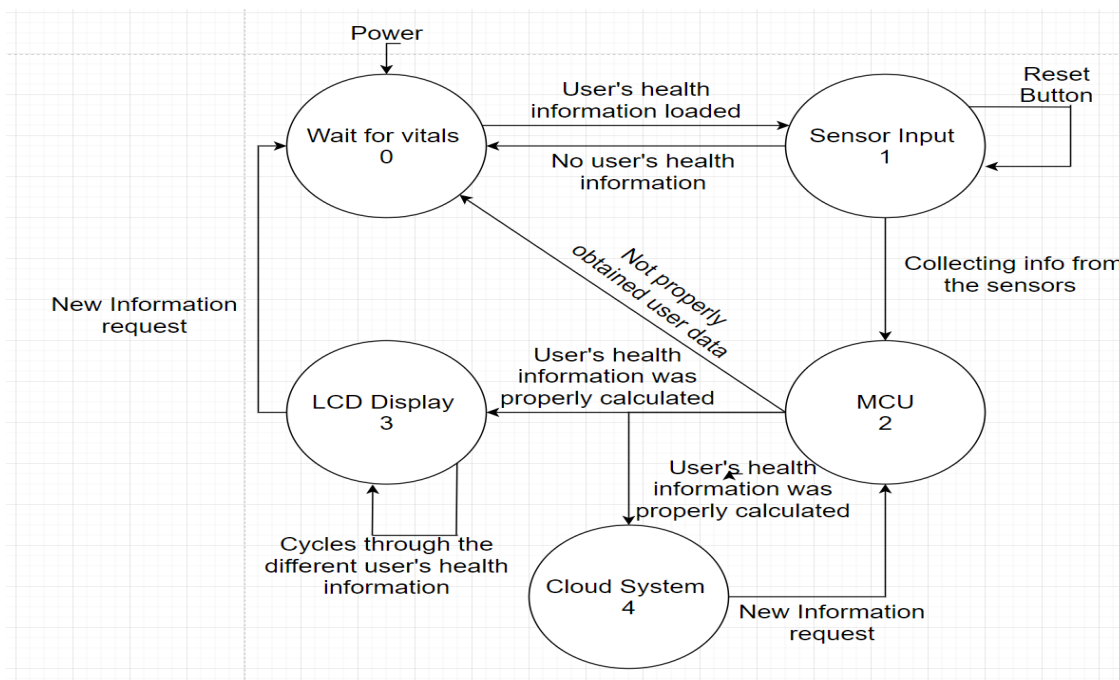 Power
User's health
information loaded
Reset
Button
Wait for vitals
0
Sensor Input
1
No user's health
information
Not properly
obtained user data
Collecting info from
the sensors
New Information
request
User's health
information was
properly calculated
LCD Display
3
MCU
2
User's health
information was
properly calculated
Cycles through the
different user's health
information
Cloud System
4
New Information
request